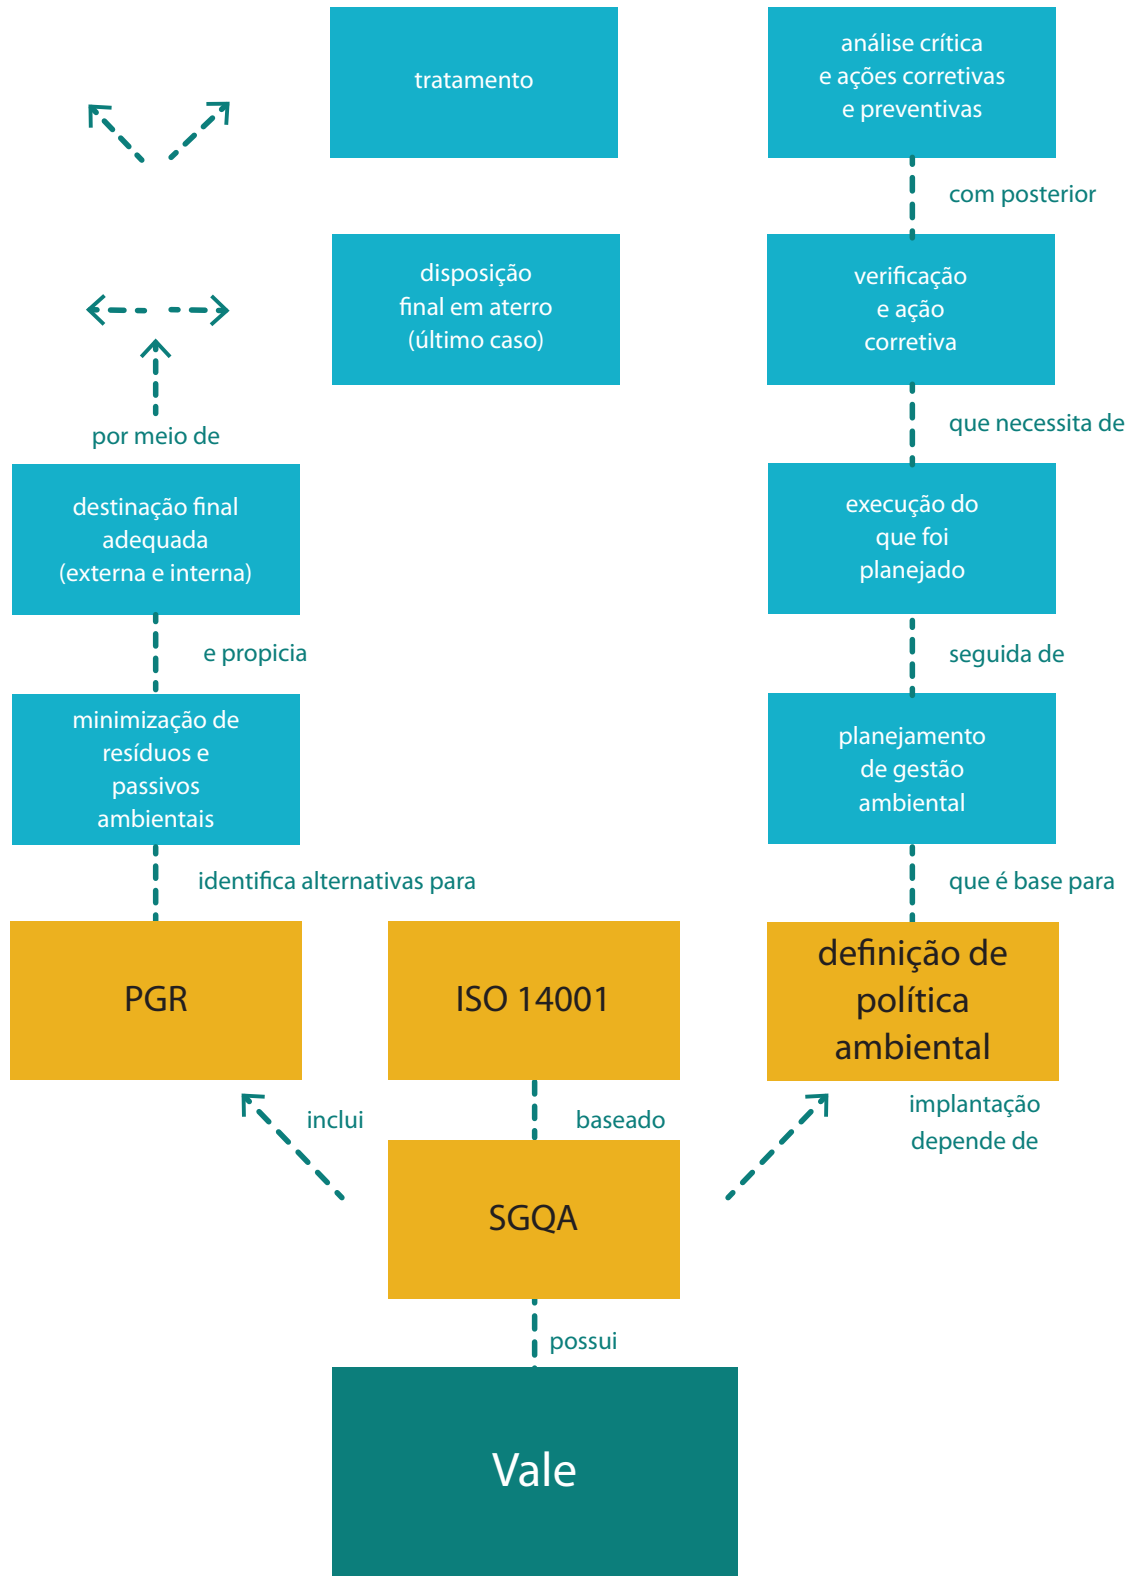 tratamento
análise crítica
e ações corretivas
e preventivas
com posterior
disposição
final em aterro
(último caso)
verificação
e ação
corretiva
por meio de
que necessita de
destinação final
adequada
(externa e interna)
execução do
que foi
planejado
e propicia
seguida de
minimização de
resíduos e
passivos
ambientais
planejamento
de gestão
ambiental
identifica alternativas para
que é base para
PGR
ISO 14001
definição de
política
ambiental
inclui
baseado
implantação
depende de
SGQA
possui
Vale